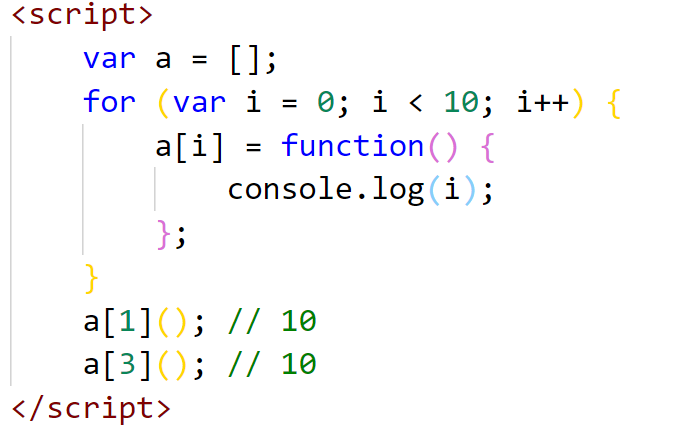 <script>
    var a = [];
    for (var i = 0; i < 10; i++) {
        a[i] = function() {
            console.log(i);
        };
    }
    a[1](); // 10
    a[3](); // 10
</script>